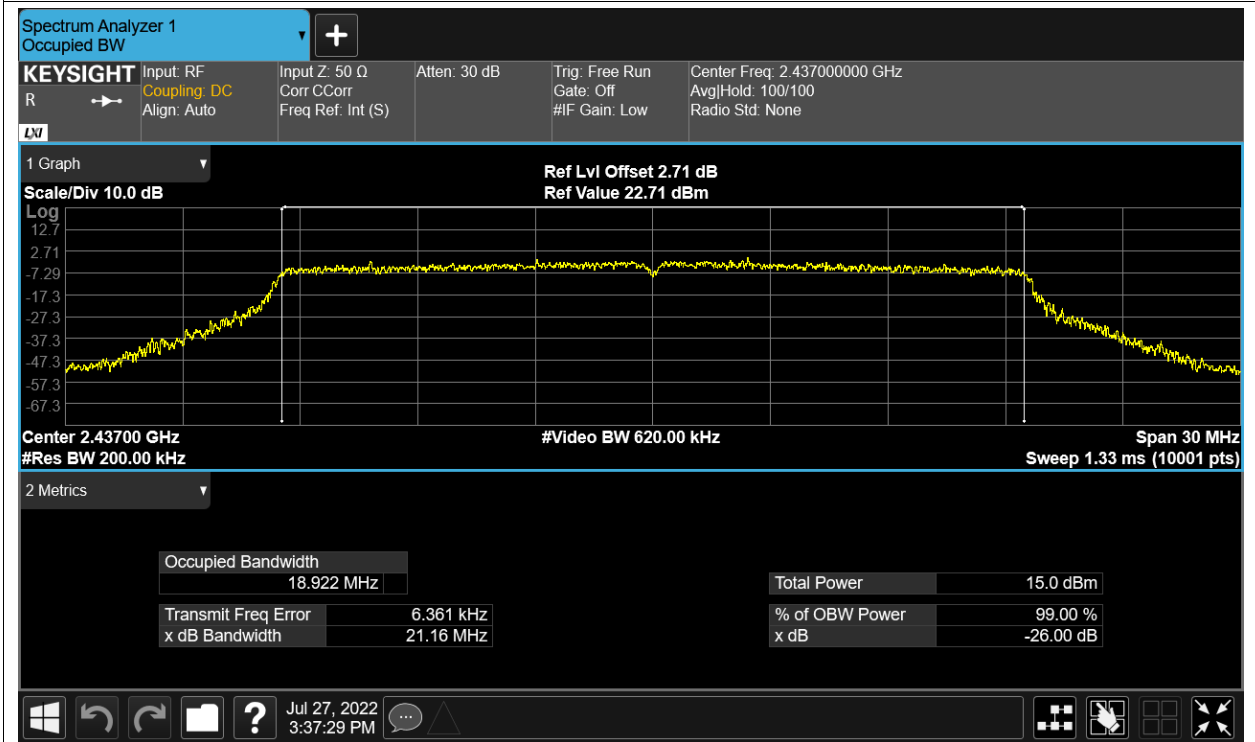 Spectrum Analyzer 1
Occupied BW
KEYSIGHT
R
LXI
Input: RF
Coupling: DC
Align: Auto
Input Z: 50 Ω
Corr CCorr
Freq Ref: Int (S)
Atten: 30 dB
Trig: Free Run
Gate: Off
#IF Gain: Low
Center Freq: 2.437000000 GHz
Avg|Hold: 100/100
Radio Std: None
1 Graph
Scale/Div 10.0 dB
Ref Lvl Offset 2.71 dB
Ref Value 22.71 dBm
Log
12.7
2.71
-7.29
-17.3
-27.3
-37.3
-47.3
-57.3
-67.3
Center 2.43700 GHz
#Res BW 200.00 kHz
#Video BW 620.00 kHz
Span 30 MHz
Sweep 1.33 ms (10001 pts)
2 Metrics
Occupied Bandwidth
18.922 MHz
Transmit Freq Error 6.361 kHz
x dB Bandwidth 21.16 MHz
Total Power 15.0 dBm
% of OBW Power 99.00 %
x dB -26.00 dB
?
Jul 27, 2022
3:37:29 PM